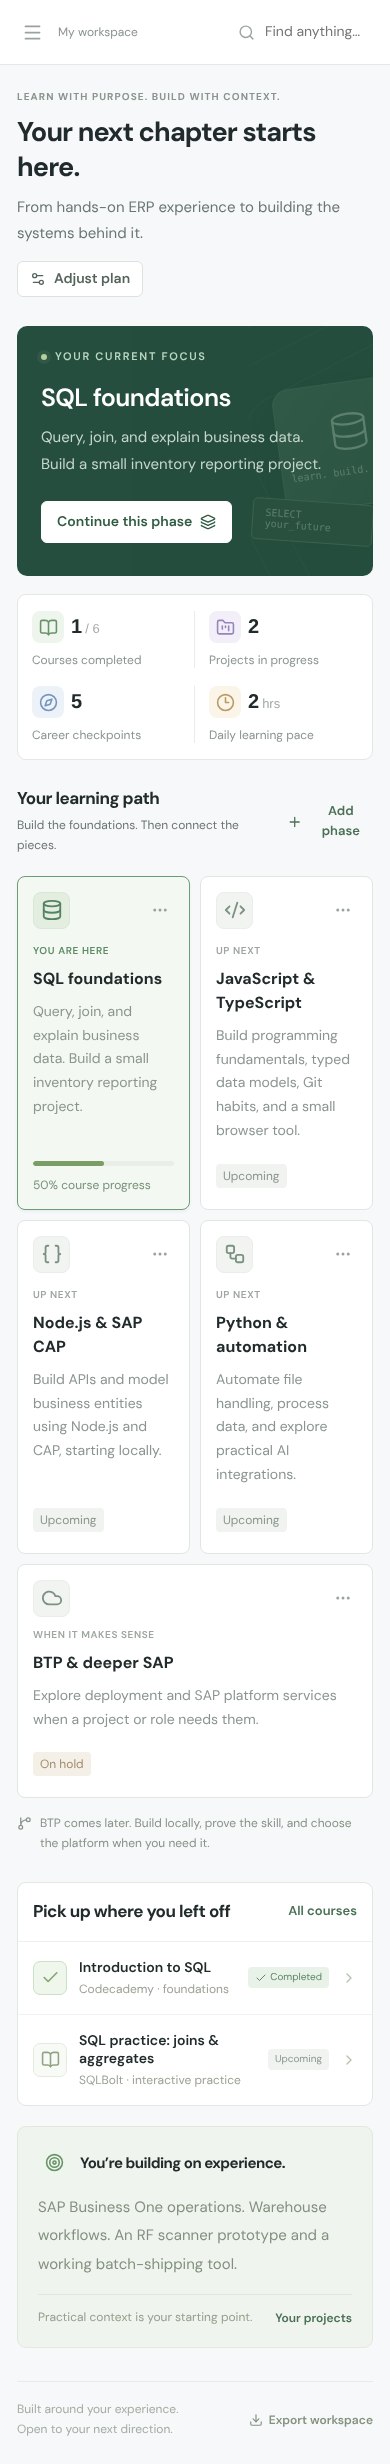 My workspace
Find anything...
LEARN WITH PURPOSE. BUILD WITH CONTEXT.
Your next chapter starts
here.
From hands-on ERP experience to building the
systems behind it.
Adjust plan
YOUR CURRENT FOCUS
SQL foundations
Query, join, and explain business data.
Build a small inventory reporting project.
learn. build.
SELECT
your future
Continue this phase
1 / 6
Courses completed
2
Projects in progress
5
Career checkpoints
2 hrs
Daily learning pace
Your learning path
Build the foundations. Then connect the
pieces.
Add
phase
YOU ARE HERE
SQL foundations
Query, join, and
explain business
data. Build a small
inventory reporting
project.
50% course progress
UP NEXT
JavaScript &
TypeScript
Build programming
fundamentals, typed
data models, Git
habits, and a small
browser tool.
Upcoming
UP NEXT
Node.js & SAP
CAP
Build APIs and model
business entities
using Node.js and
CAP, starting locally.
Upcoming
UP NEXT
Python &
automation
Automate file
handling, process
data, and explore
practical AI
integrations.
Upcoming
WHEN IT MAKES SENSE
BTP & deeper SAP
Explore deployment and SAP platform services
when a project or role needs them.
On hold
BTP comes later. Build locally, prove the skill, and choose
the platform when you need it.
Pick up where you left off
All courses
Introduction to SQL
Codecademy · foundations
Completed
SQL practice: joins &
aggregates
SQLBolt · interactive practice
Upcoming
You're building on experience.
SAP Business One operations. Warehouse
workflows. An RF scanner prototype and a
working batch-shipping tool.
Practical context is your starting point.
Your projects
Built around your experience.
Open to your next direction.
Export workspace